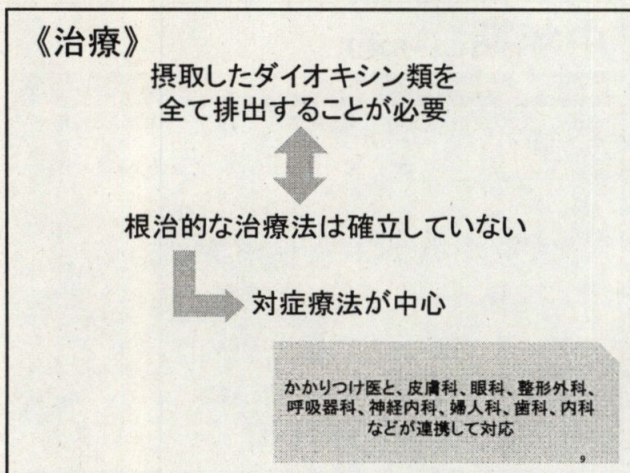 《治療》
摂取したダイオキシン類を
全て排出することが必要
根治的な治療法は確立していない
対症療法が中心
かかりつけ医と、皮膚科、眼科、整形外科、
呼吸器科、神経内科、婦人科、歯科、内科
などが連携して対応
9